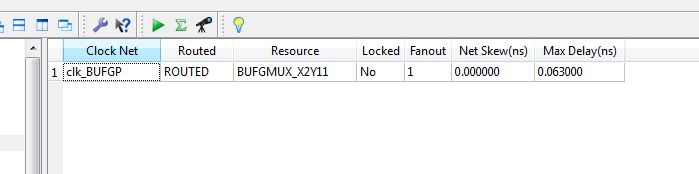 Clock Net Routed Resource Locked Fanout Net Skew(ns) Max Delay(ns)
1 clk_BUFGP ROUTED BUFGMUX_X2Y11 No 1 0.000000 0.063000